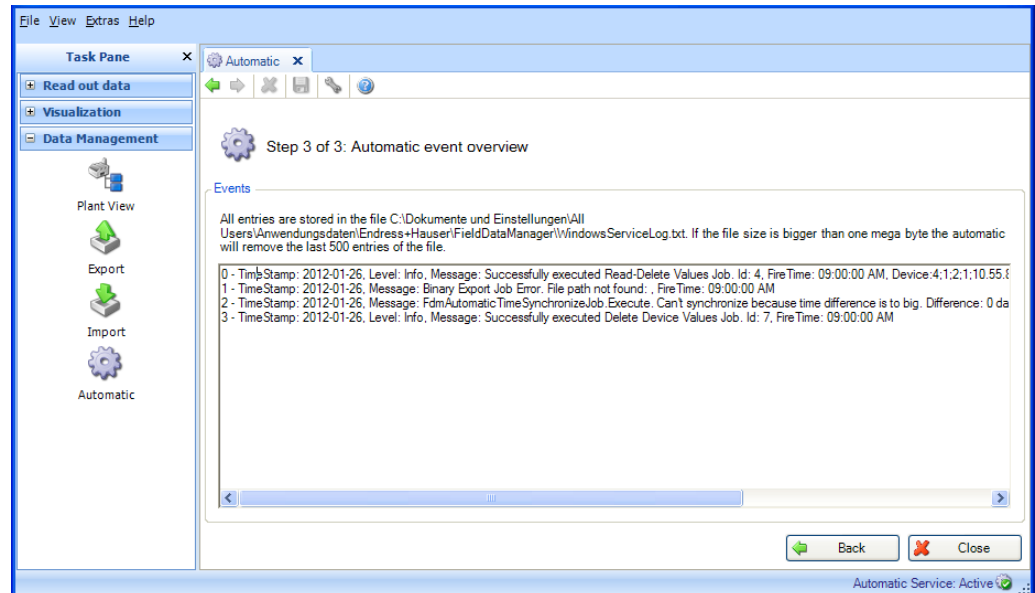 File View Extras Help
Task Pane
Automatic
Read out data
Visualization
Data Management
Plant View
Export
Import
Automatic
Step 3 of 3: Automatic event overview
Events
All entries are stored in the file C:\Dokumente und Einstellungen\All
Users\Anwendungsdaten\Endress+Hauser\FieldDataManager\WindowsServiceLog.txt. If the file size is bigger than one mega byte the automatic
will remove the last 500 entries of the file.
0 - TimeStamp: 2012-01-26, Level: Info, Message: Successfully executed Read-Delete Values Job. Id: 4, FireTime: 09:00:00 AM, Device:4;1;2;1;10.55.8
1 - TimeStamp: 2012-01-26, Message: Binary Export Job Error. File path not found: , FireTime: 09:00:00 AM
2 - TimeStamp: 2012-01-26, Message: FdmAutomaticTimeSynchronizeJob.Execute. Can't synchronize because time difference is to big. Difference: 0 da
3 - TimeStamp: 2012-01-26, Level: Info, Message: Successfully executed Delete Device Values Job. Id: 7, FireTime: 09:00:00 AM
Back
Close
Automatic Service: Active